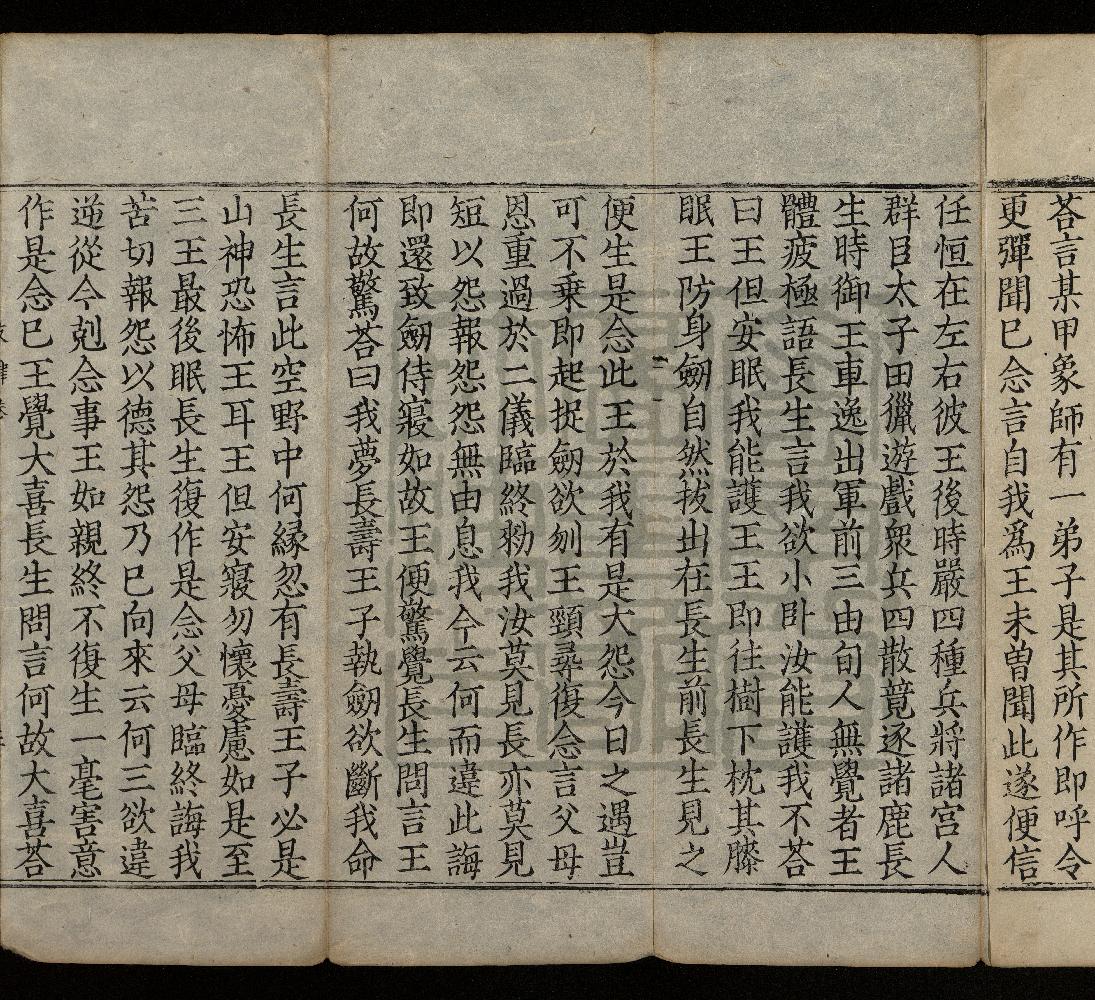 荅言某甲象師有一弟子是其所作即呼令
更彈聞巳念言自我爲王未曽聞此遂便信
任恒在左右彼王後時嚴四種兵將諸宮人
群臣太子田獵遊戲衆兵四散竟逐諸鹿長
生時御王車逸出軍前三由旬人無覺者王
體疲極語長生言我欲小卧汝能護我不荅
曰王但安眠我能護王王即往樹下枕其膝
眠王防身劒自然拔出在長生前長生見之
便生是念此王於我有是大怨今日之遇豈
可不乗即起捉劒欲刎王頸尋復念言父母
恩重過於二儀臨終勑我汝莫見長亦莫見
短以怨報怨怨無由息我今云何而違此誨
即還致劒侍寢如故王便驚覺長生問言王
何故驚荅曰我夢長壽王子執劒欲斷我命
長生言此空野中何縁忽有長壽王子必是
山神恐怖王耳王但安寢勿懷憂慮如是至
三王最後眠長生復作是念父母臨終誨我
苦切報怨以德其怨乃巳向來云何三欲違
逆從今剋念事王如親終不復生一毫害意
作是念巳王覺大喜長生問言何故大喜荅